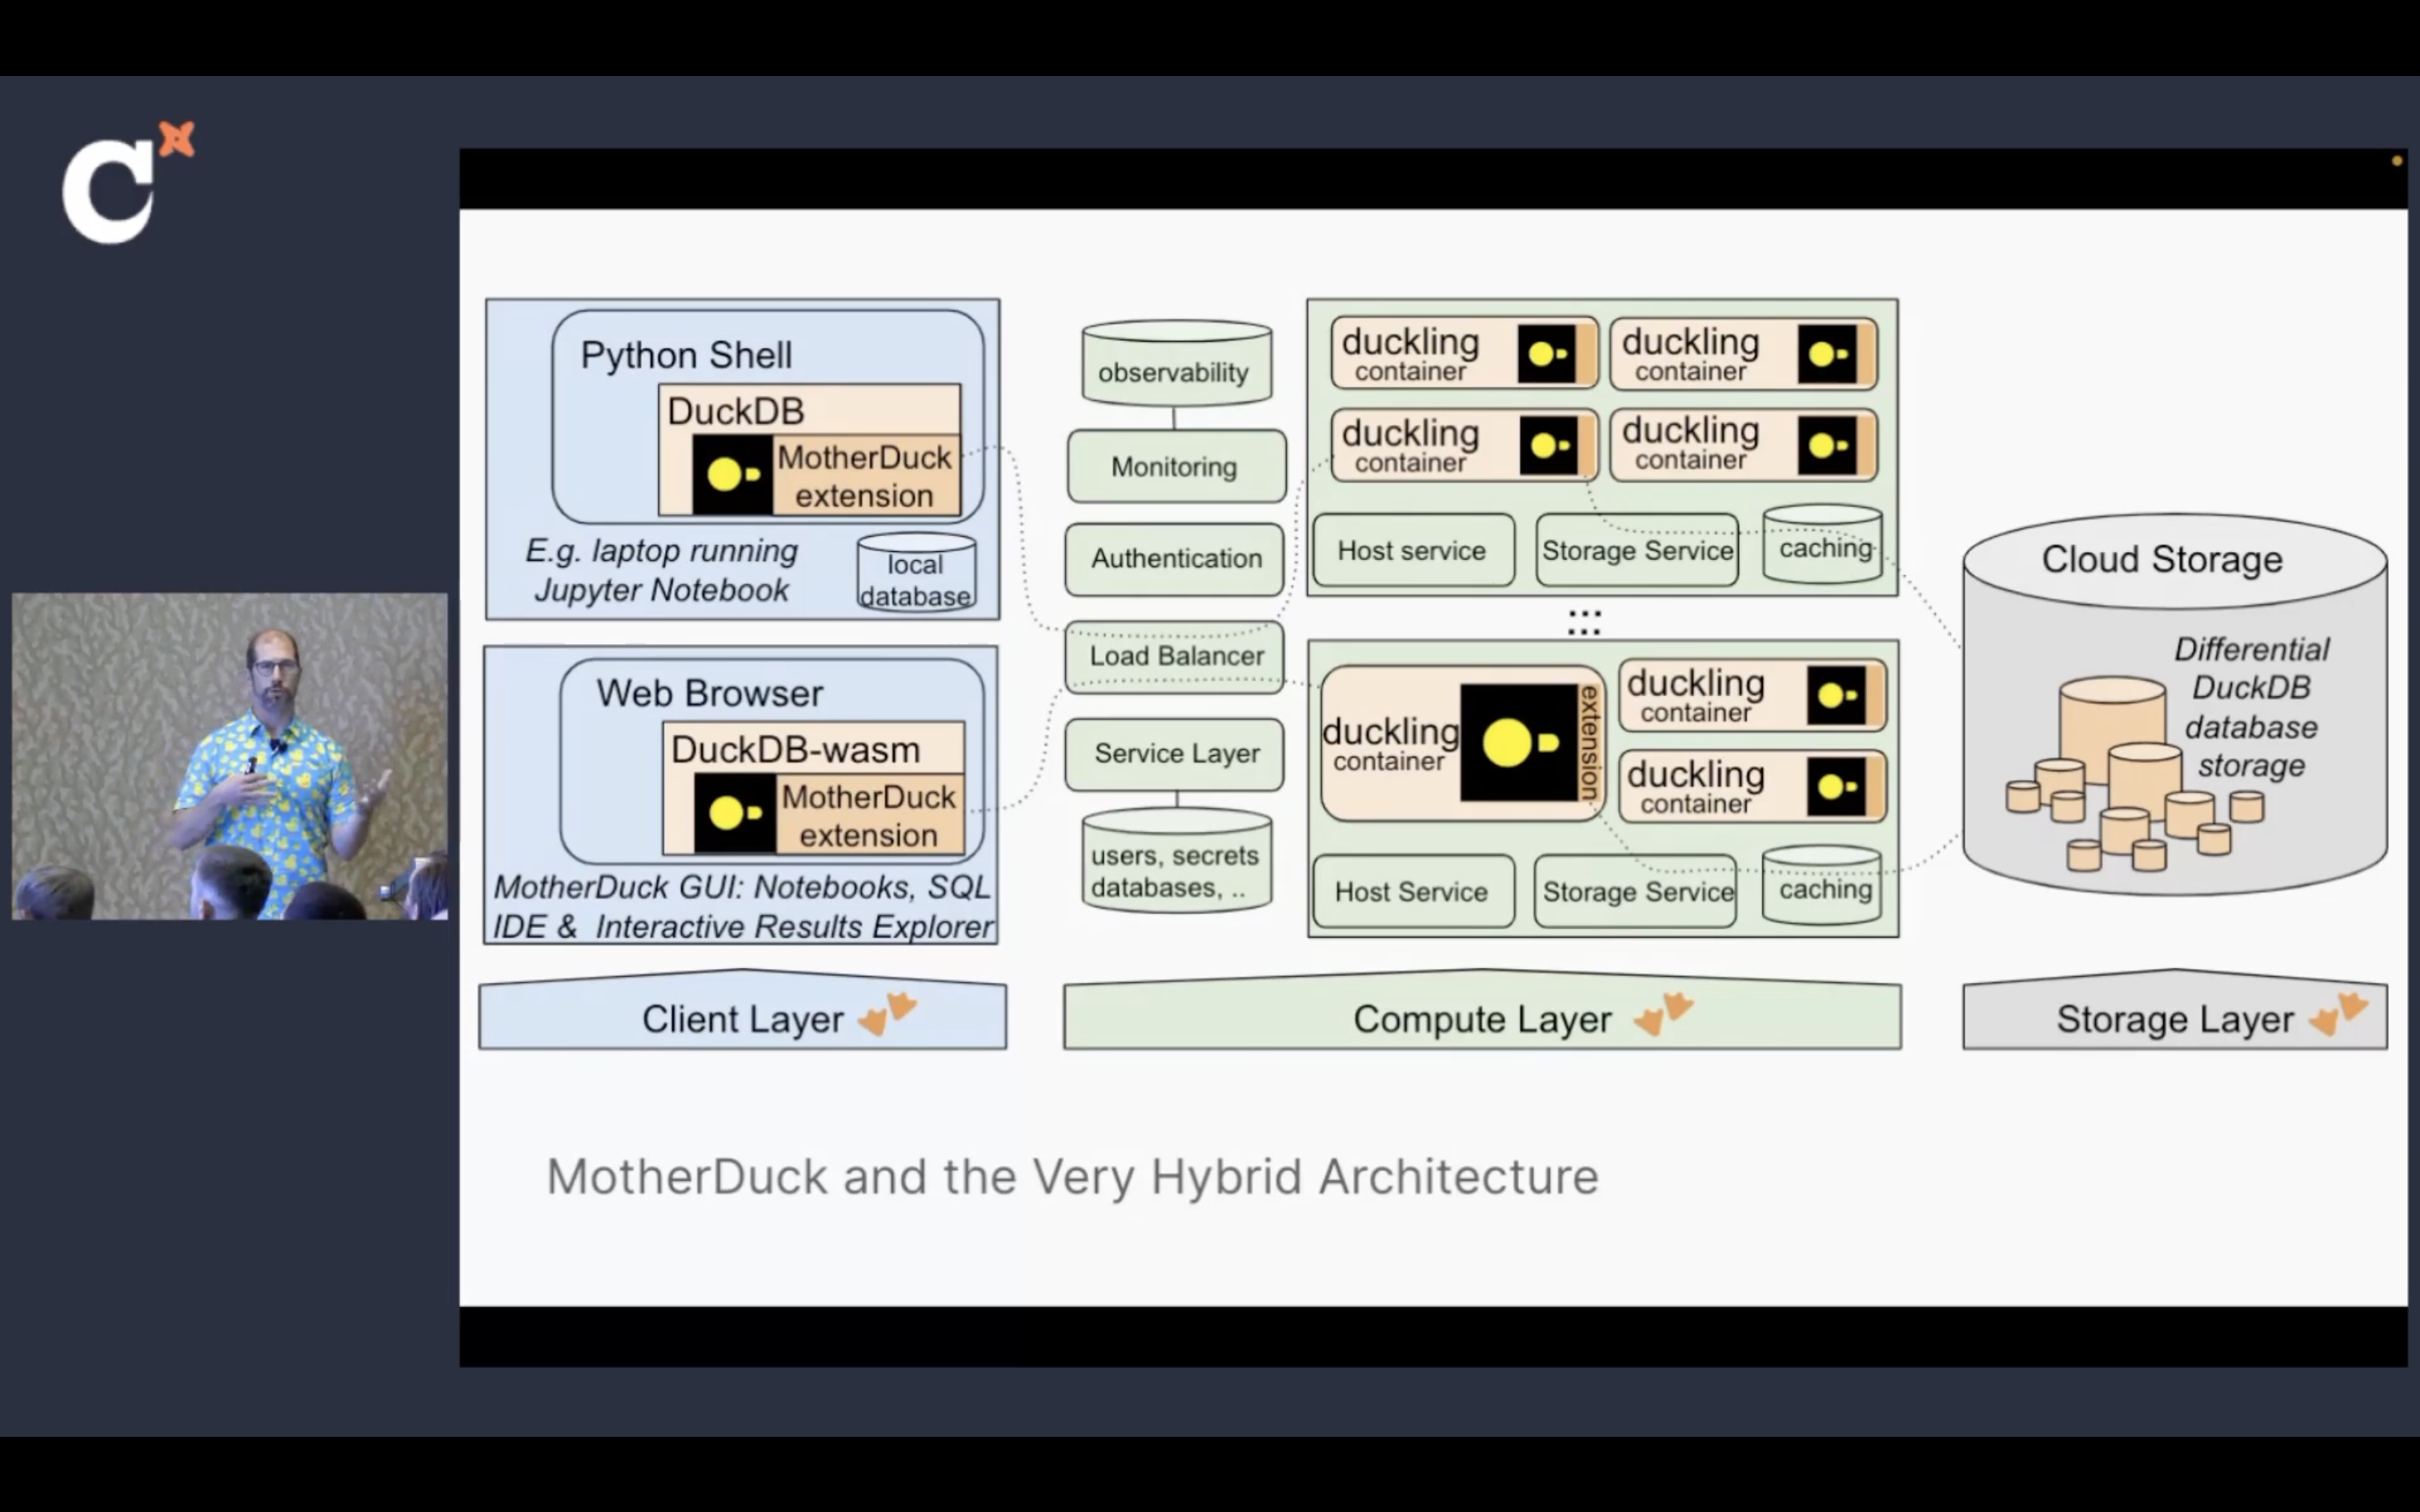 C
Python Shell
DuckDB
MotherDuck
extension
E.g. laptop running
Jupyter Notebook
local
database
Web Browser
DuckDB-wasm
MotherDuck
extension
MotherDuck GUI: Notebooks, SQL
IDE & Interactive Results Explorer
Client Layer
observability
Monitoring
Authentication
Load Balancer
Service Layer
users, secrets
databases, ..
duckling
container
duckling
container
duckling
container
duckling
container
Host service
Storage Service
caching
duckling
container
extension
duckling
container
duckling
container
Host Service
Storage Service
caching
Compute Layer
Cloud Storage
Differential
DuckDB
database
storage
Storage Layer
MotherDuck and the Very Hybrid Architecture